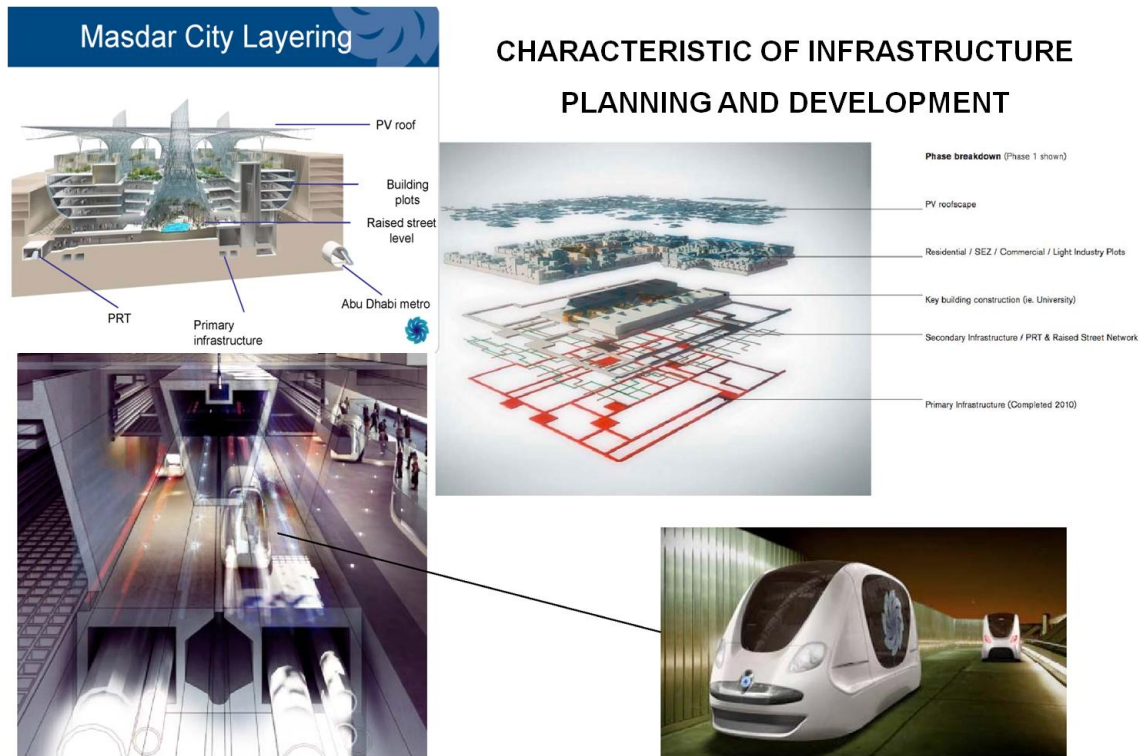 Masdar City Layering
PV roof
Building
plots
Raised street
level
Abu Dhabi metro
PRT
Primary
infrastructure
CHARACTERISTIC OF INFRASTRUCTURE
PLANNING AND DEVELOPMENT
Phase breakdown (Phase 1 shown)
PV roofscape
Residential / SEZ / Commercial / Light Industry Plots
Key building construction (ie. University)
Secondary Infrastructure / PRT & Raised Street Network
Primary Infrastructure (Completed 2010)